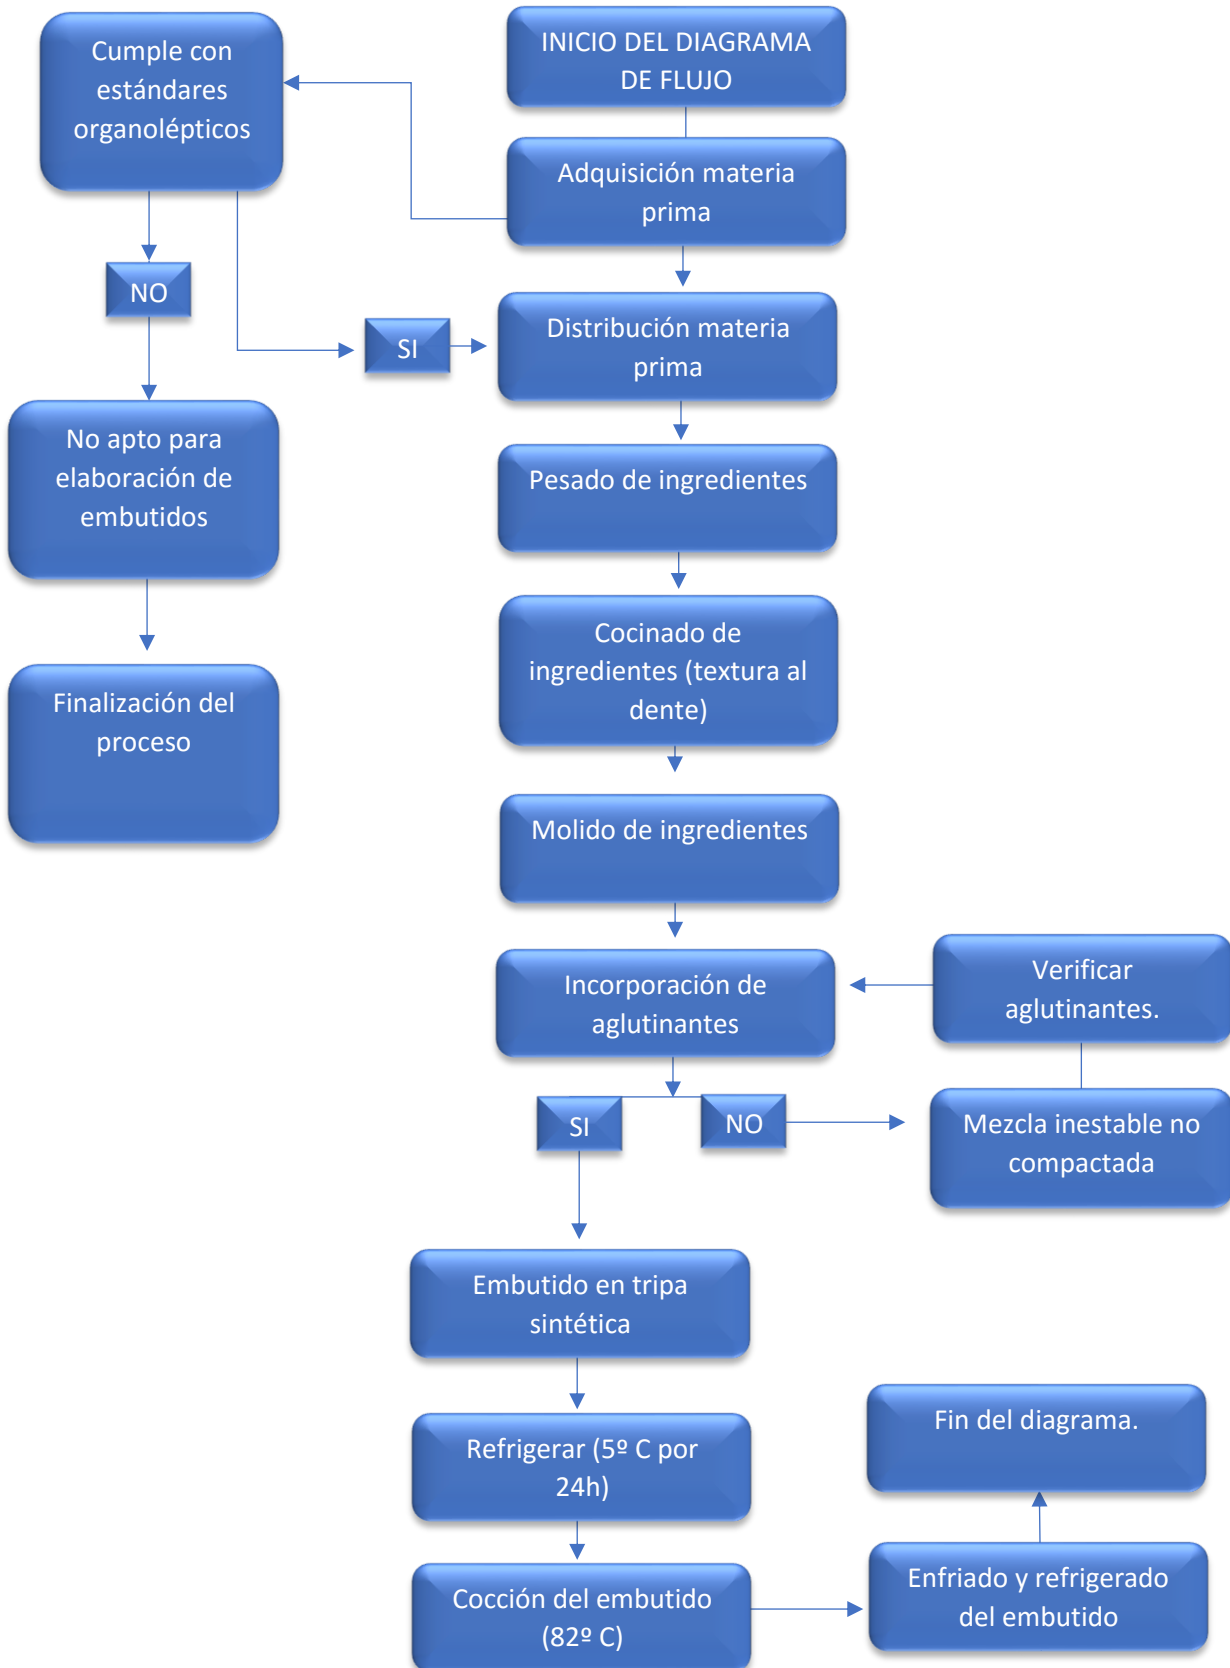 INICIO DEL DIAGRAMA
DE FLUJO
Cumple con
estándares
organolépticos
Adquisición materia
prima
NO
SI
Distribución materia
prima
No apto para
elaboración de
embutidos
Pesado de ingredientes
Finalización del
proceso
Cocinado de
ingredientes (textura al
dente)
Molido de ingredientes
Incorporación de
aglutinantes
Verificar
aglutinantes.
SI
NO
Mezcla inestable no
compactada
Embutido en tripa
sintética
Refrigerar (5º C por
24h)
Cocción del embutido
(82º C)
Enfriado y refrigerado
del embutido
Fin del diagrama.